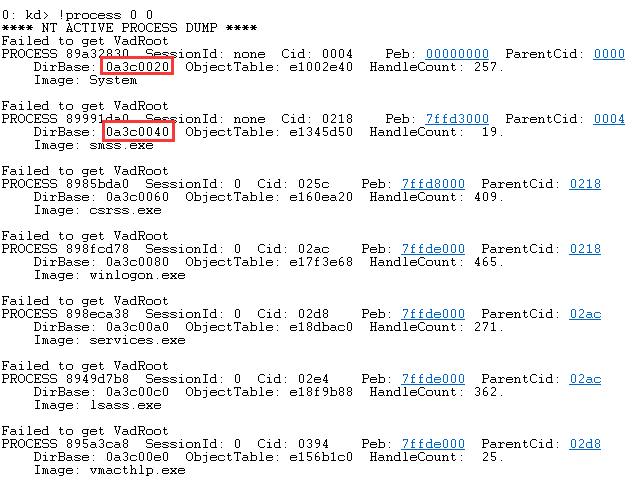 0: kd> !process 0 0
**** NT ACTIVE PROCESS DUMP ****
Failed to get VadRoot
PROCESS 89a32830  SessionId: none  Cid: 0004    Peb: 00000000  ParentCid: 0000
    DirBase: 0a3c0020  ObjectTable: e1002e40  HandleCount: 257.
    Image: System
Failed to get VadRoot
PROCESS 89991da0  SessionId: none  Cid: 0218    Peb: 7ffd3000  ParentCid: 0004
    DirBase: 0a3c0040  ObjectTable: e1345d50  HandleCount:  19.
    Image: smss.exe
Failed to get VadRoot
PROCESS 8985bda0  SessionId: 0  Cid: 025c    Peb: 7ffd8000  ParentCid: 0218
    DirBase: 0a3c0060  ObjectTable: e160ea20  HandleCount: 409.
    Image: csrss.exe
Failed to get VadRoot
PROCESS 898fcd78  SessionId: 0  Cid: 02ac    Peb: 7ffde000  ParentCid: 0218
    DirBase: 0a3c0080  ObjectTable: e17f3e68  HandleCount: 465.
    Image: winlogon.exe
Failed to get VadRoot
PROCESS 898eca38  SessionId: 0  Cid: 02d8    Peb: 7ffde000  ParentCid: 02ac
    DirBase: 0a3c00a0  ObjectTable: e18dbac0  HandleCount: 271.
    Image: services.exe
Failed to get VadRoot
PROCESS 8949d7b8  SessionId: 0  Cid: 02e4    Peb: 7ffde000  ParentCid: 02ac
    DirBase: 0a3c00c0  ObjectTable: e18f9b88  HandleCount: 362.
    Image: lsass.exe
Failed to get VadRoot
PROCESS 895a3ca8  SessionId: 0  Cid: 0394    Peb: 7ffde000  ParentCid: 02d8
    DirBase: 0a3c00e0  ObjectTable: e156b1c0  HandleCount:  25.
    Image: vmacthlp.exe